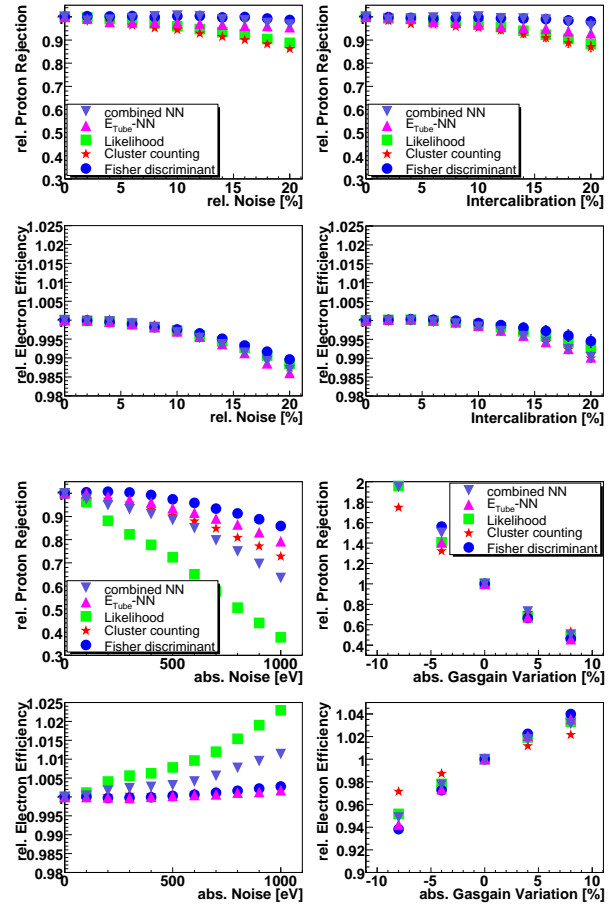 rel. Proton Rejection
1
0.9
0.8
0.7
0.6
0.5
0.4
0.3
combined NN
E_Tube-NN
Likelihood
Cluster counting
Fisher discriminant
0 5 10 15 20
rel. Noise [%]
rel. Proton Rejection
1
0.9
0.8
0.7
0.6
0.5
0.4
0.3
combined NN
E_Tube-NN
Likelihood
Cluster counting
Fisher discriminant
0 5 10 15 20
Intercalibration [%]
rel. Electron Efficiency
1.025
1.02
1.015
1.01
1.005
1
0.995
0.99
0.985
0.98
0 5 10 15 20
rel. Noise [%]
rel. Electron Efficiency
1.025
1.02
1.015
1.01
1.005
1
0.995
0.99
0.985
0.98
0 5 10 15 20
Intercalibration [%]
rel. Proton Rejection
1
0.9
0.8
0.7
0.6
0.5
0.4
0.3
combined NN
E_Tube-NN
Likelihood
Cluster counting
Fisher discriminant
0 500 1000
abs. Noise [eV]
rel. Proton Rejection
2
1.8
1.6
1.4
1.2
1
0.8
0.6
0.4
combined NN
E_Tube-NN
Likelihood
Cluster counting
Fisher discriminant
-10 -5 0 5 10
abs. Gasgain Variation [%]
rel. Electron Efficiency
1.025
1.02
1.015
1.01
1.005
1
0.995
0.99
0.985
0.98
0 500 1000
abs. Noise [eV]
rel. Electron Efficiency
1.04
1.02
1
0.98
0.96
0.94
0.92
0.9
-10 -5 0 5 10
abs. Gasgain Variation [%]